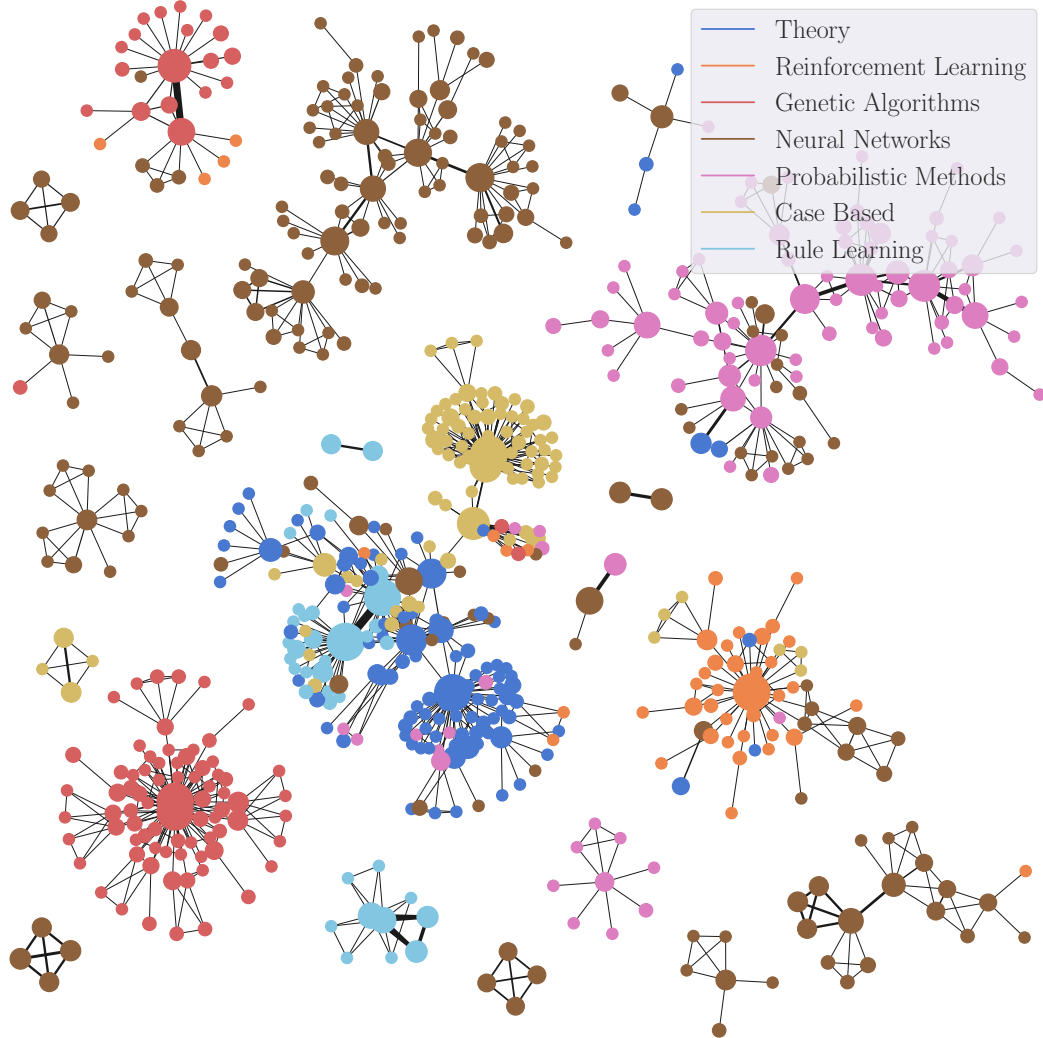 Theory
Reinforcement Learning
Genetic Algorithms
Neural Networks
Probabilistic Methods
Case Based
Rule Learning